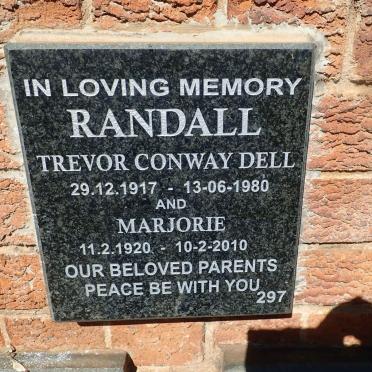 IN LOVING MEMORY
RANDALL
TREVOR CONWAY DELL
29.12.1917 - 13-06-1980
AND
MARJORIE
11.2.1920 - 10-2-2010
OUR BELOVED PARENTS
PEACE BE WITH YOU
297